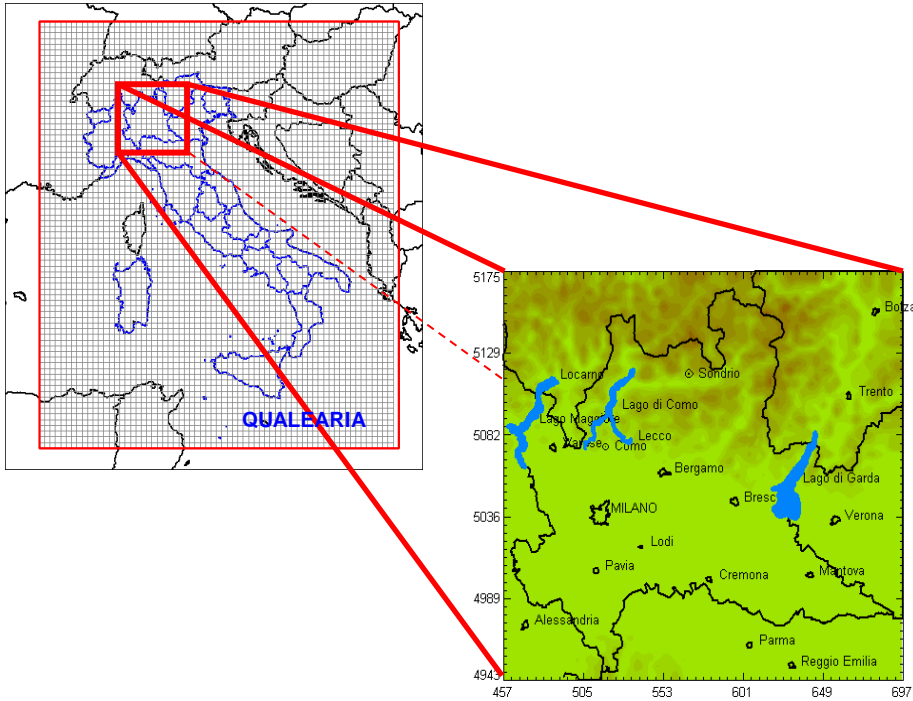 QUALEARIA
5175
5129
5082
5036
4989
4943
457 505 553 601 649 697
Bolza
Locarno
Sondrio
Trento
Lago di Como
Lago Maggiore
Lecco
Varese
Como
Bergamo
Lago di Garda
Bresc
MILANO
Verona
Lodi
Pavia
Cremona
Mantova
Alessandria
Parma
Reggio Emilia